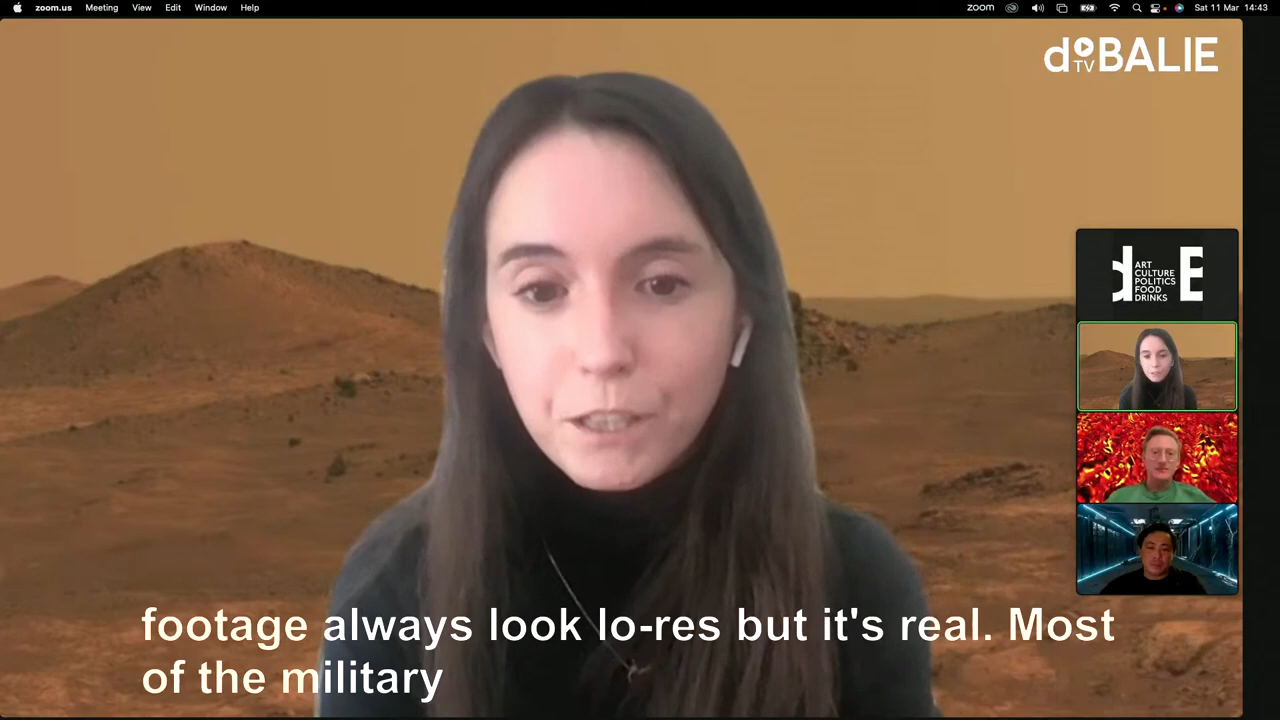 zoom.us Meeting View Edit Window Help zoom Sat 11 Mar 14:43
de BALIE
TV
d E
ART
CULTURE
POLITICS
FOOD
DRINKS
footage always look lo-res but it's real. Most
of the military